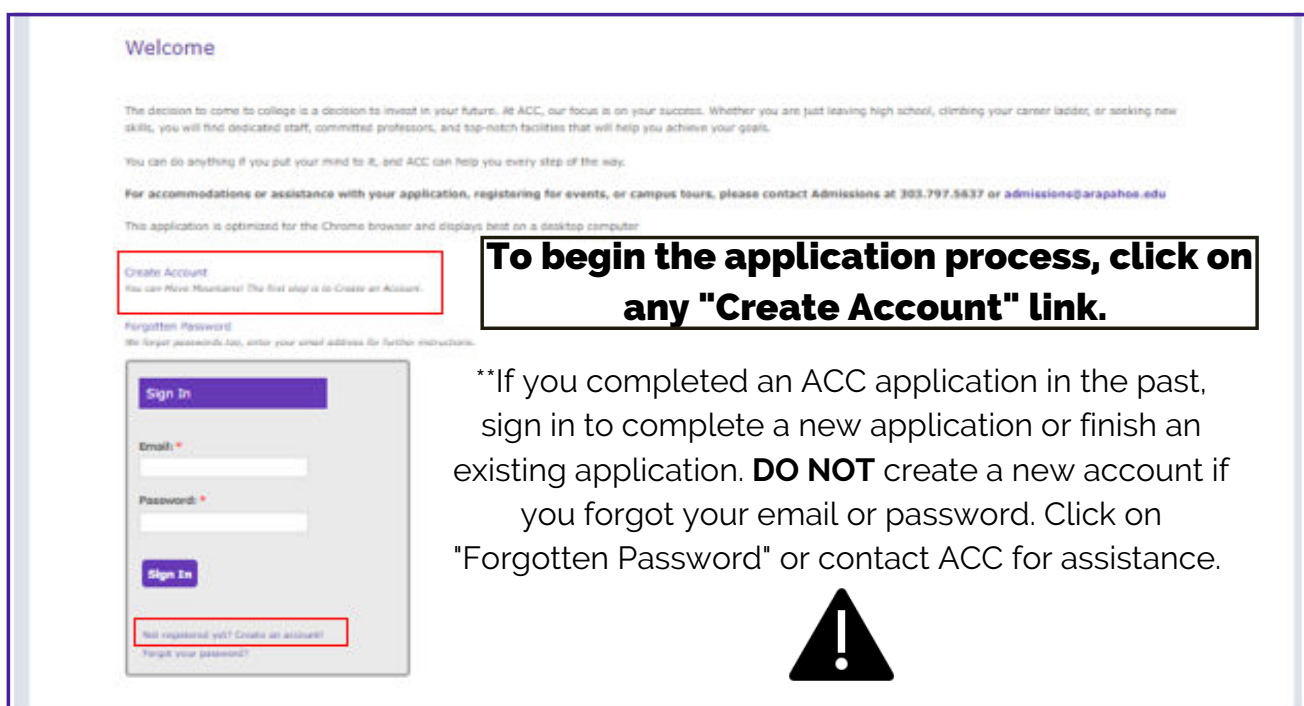 Welcome
The decision to come to college is a decision to invest in your future. At ACC, our focus is on your success. Whether you are just leaving high school, climbing your career ladder, or seeking new
skills, you will find dedicated staff, committed professors, and top-notch facilities that will help you achieve your goals.
You can do anything if you put your mind to it, and ACC can help you every step of the way.
For accommodations or assistance with your application, registering for events, or campus tours, please contact Admissions at 303.797.5637 or admissions@arapahoe.edu
This application is optimized for the Chrome browser and displays best on a desktop computer
Create Account
You can Move Mountains! The first step is to Create an Account.
To begin the application process, click on
any "Create Account" link.
Forgotten Password
We forget passwords too, enter your email address for further instructions.
Sign In
Email: *
Password: *
Sign In
Not registered yet? Create an account!
Forgot your password?
**If you completed an ACC application in the past,
sign in to complete a new application or finish an
existing application. DO NOT create a new account if
you forgot your email or password. Click on
"Forgotten Password" or contact ACC for assistance.